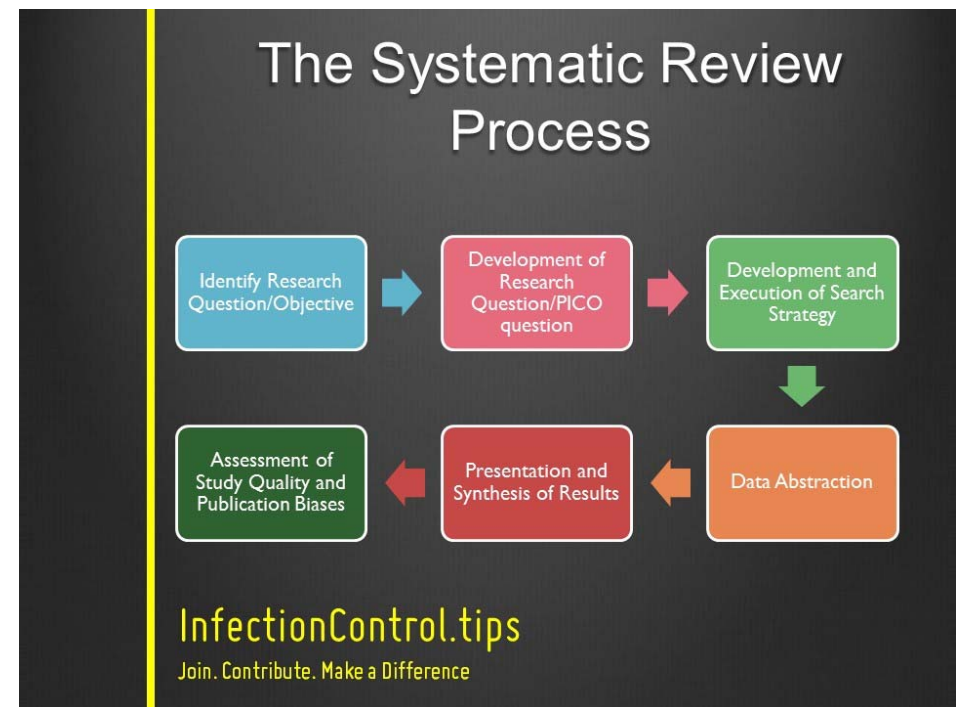 The Systematic Review
Process
Identify Research
Question/Objective
Development of
Research
Question/PICO
question
Development and
Execution of Search
Strategy
Data Abstraction
Presentation and
Synthesis of Results
Assessment of
Study Quality and
Publication Biases
InfectionControl.tips
Join. Contribute. Make a Difference